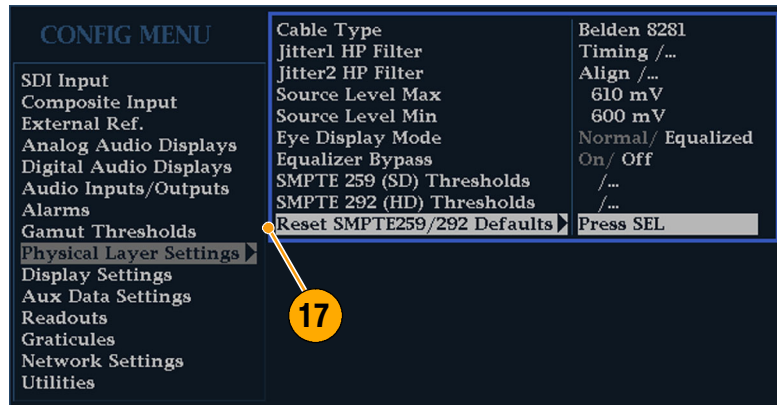 CONFIG MENU
SDI Input
Composite Input
External Ref.
Analog Audio Displays
Digital Audio Displays
Audio Inputs/Outputs
Alarms
Gamut Thresholds
Physical Layer Settings
Display Settings
Aux Data Settings
Readouts
Graticules
Network Settings
Utilities
Cable Type Belden 8281
Jitter1 HP Filter Timing /...
Jitter2 HP Filter Align /...
Source Level Max 610 mV
Source Level Min 600 mV
Eye Display Mode Normal/ Equalized
Equalizer Bypass On/ Off
SMPTE 259 (SD) Thresholds /...
SMPTE 292 (HD) Thresholds /...
Reset SMPTE259/292 Defaults Press SEL
17